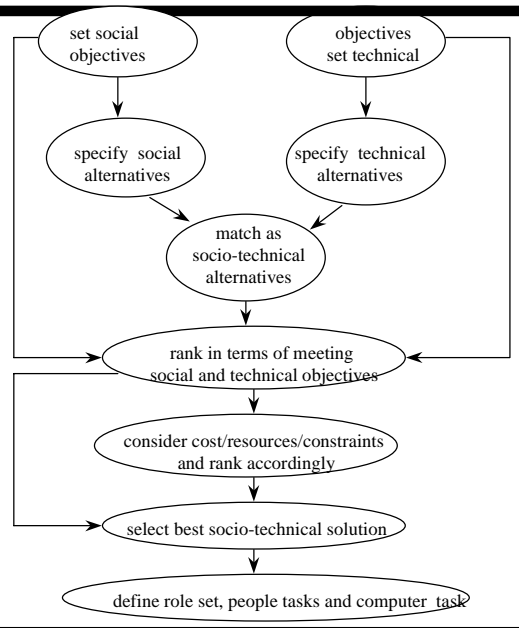 set social
objectives
objectives
set technical
specify social
alternatives
specify technical
alternatives
match as
socio-technical
alternatives
rank in terms of meeting
social and technical objectives
consider cost/resources/constraints
and rank accordingly
select best socio-technical solution
define role set, people tasks and computer task